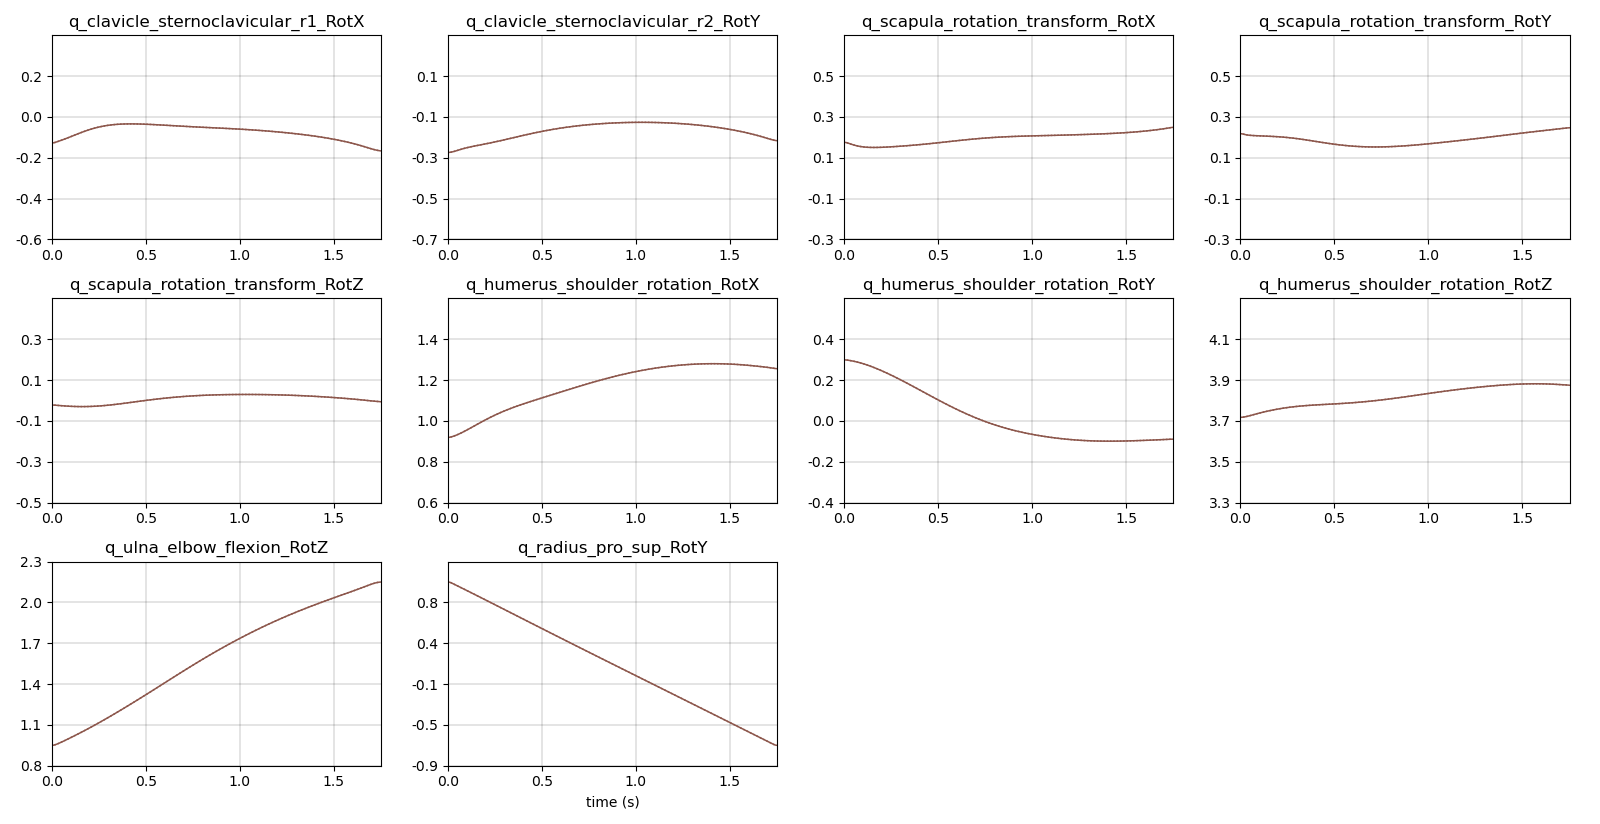 q_clavicle_sternoclavicular_r1_RotX
0.2
0.0
-0.2
-0.4
-0.6
0.0 0.5 1.0 1.5
q_clavicle_sternoclavicular_r2_RotY
0.1
-0.1
-0.3
-0.5
-0.7
0.0 0.5 1.0 1.5
q_scapula_rotation_transform_RotX
0.5
0.3
0.1
-0.1
-0.3
0.0 0.5 1.0 1.5
q_scapula_rotation_transform_RotY
0.5
0.3
0.1
-0.1
-0.3
0.0 0.5 1.0 1.5
q_scapula_rotation_transform_RotZ
0.3
0.1
-0.1
-0.3
-0.5
0.0 0.5 1.0 1.5
q_humerus_shoulder_rotation_RotX
1.4
1.2
1.0
0.8
0.6
0.0 0.5 1.0 1.5
q_humerus_shoulder_rotation_RotY
0.4
0.2
0.0
-0.2
-0.4
0.0 0.5 1.0 1.5
q_humerus_shoulder_rotation_RotZ
4.1
3.9
3.7
3.5
3.3
0.0 0.5 1.0 1.5
q_ulna_elbow_flexion_RotZ
2.3
2.0
1.7
1.4
1.1
0.8
0.0 0.5 1.0 1.5
q_radius_pro_sup_RotY
0.8
0.4
-0.1
-0.5
-0.9
0.0 0.5 1.0 1.5
time (s)